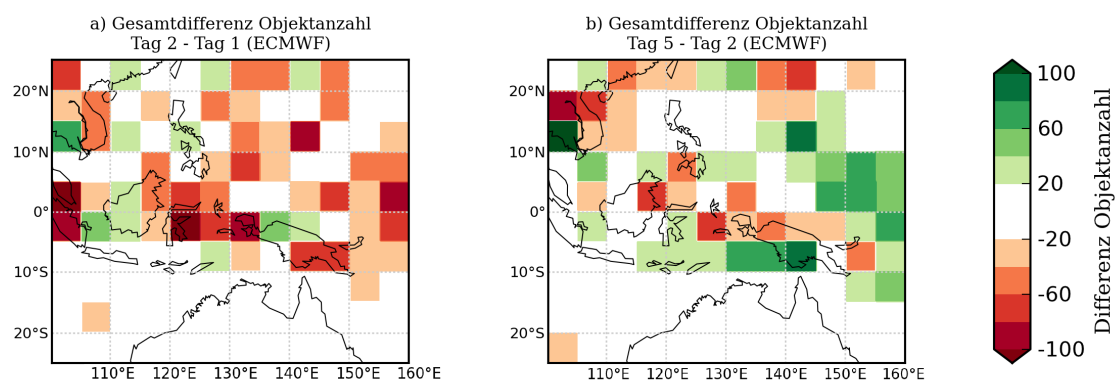 a) Gesamtdifferenz Objektanzahl
Tag 2 - Tag 1 (ECMWF)
20°N
10°N
0°
10°S
20°S
110°E
120°E
130°E
140°E
150°E
160°E
b) Gesamtdifferenz Objektanzahl
Tag 5 - Tag 2 (ECMWF)
20°N
10°N
0°
10°S
20°S
110°E
120°E
130°E
140°E
150°E
160°E
100
60
20
-20
-60
-100
Differenz Objektanzahl